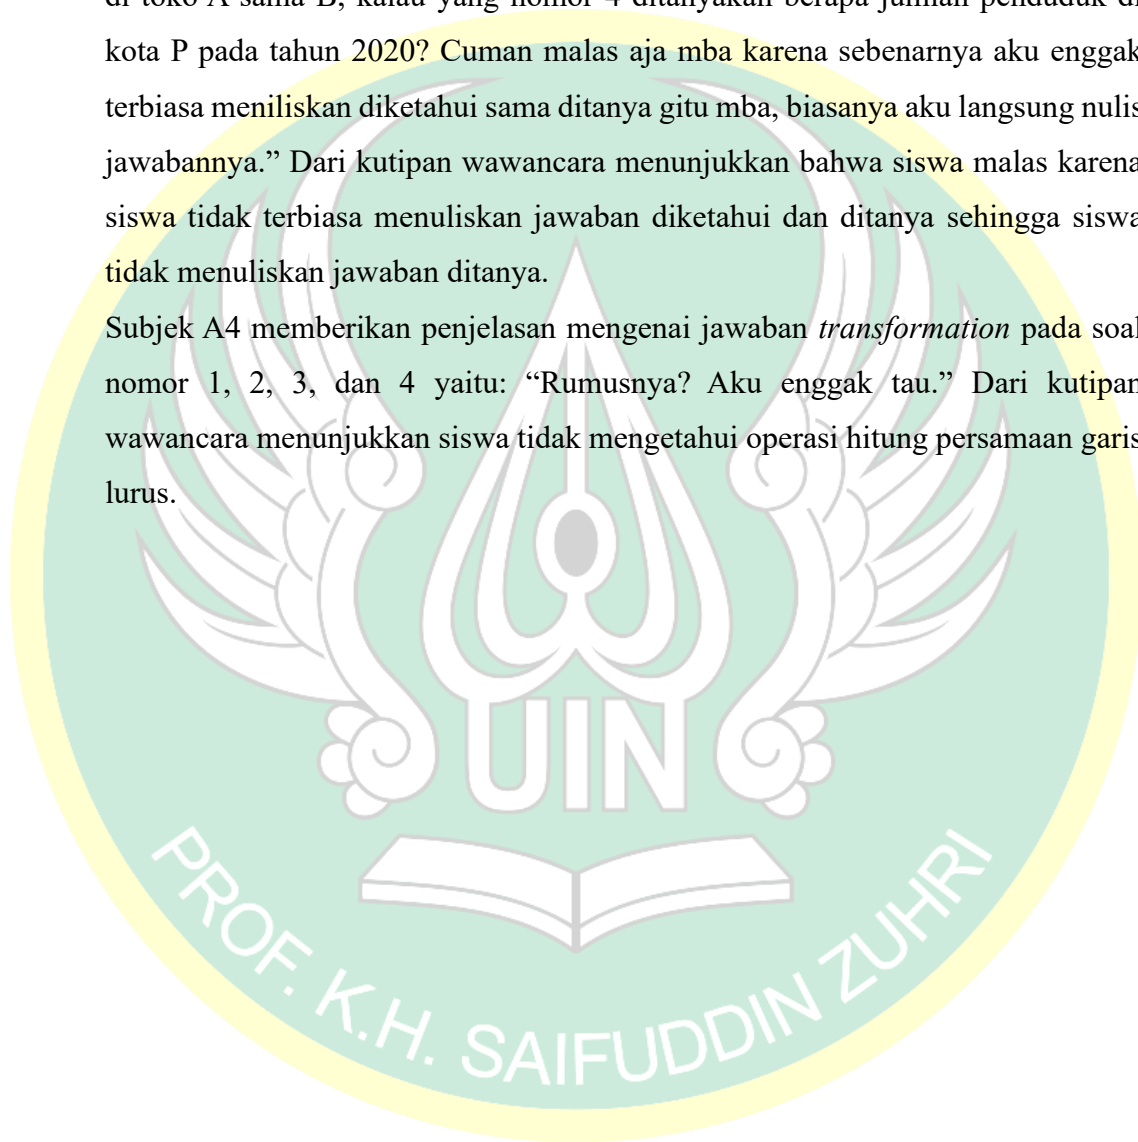 di toko A sama B, kalau yang nomor 4 ditanyakan berapa jumlah penduduk di
kota P pada tahun 2020? Cuman malas aja mba karena sebenarnya aku enggak
terbiasa meniliskan diketahui sama ditanya gitu mba, biasanya aku langsung nulis
jawabannya.” Dari kutipan wawancara menunjukkan bahwa siswa malas karena
siswa tidak terbiasa menuliskan jawaban diketahui dan ditanya sehingga siswa
tidak menuliskan jawaban ditanya.
Subjek A4 memberikan penjelasan mengenai jawaban transformation pada soal
nomor 1, 2, 3, dan 4 yaitu: “Rumusnya? Aku enggak tau.” Dari kutipan
wawancara menunjukkan siswa tidak mengetahui operasi hitung persamaan garis
lurus.
UIN
PROF. K.H. SAIFUDDIN ZUHRI